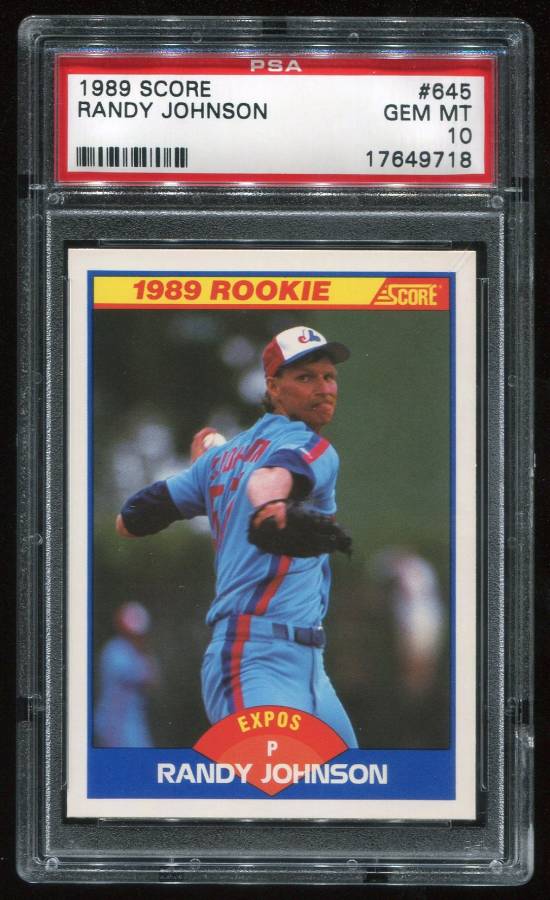 PSA
1989 SCORE #645
RANDY JOHNSON GEM MT
10
17649718
1989 ROOKIE SCORE
EXPOS
P
RANDY JOHNSON